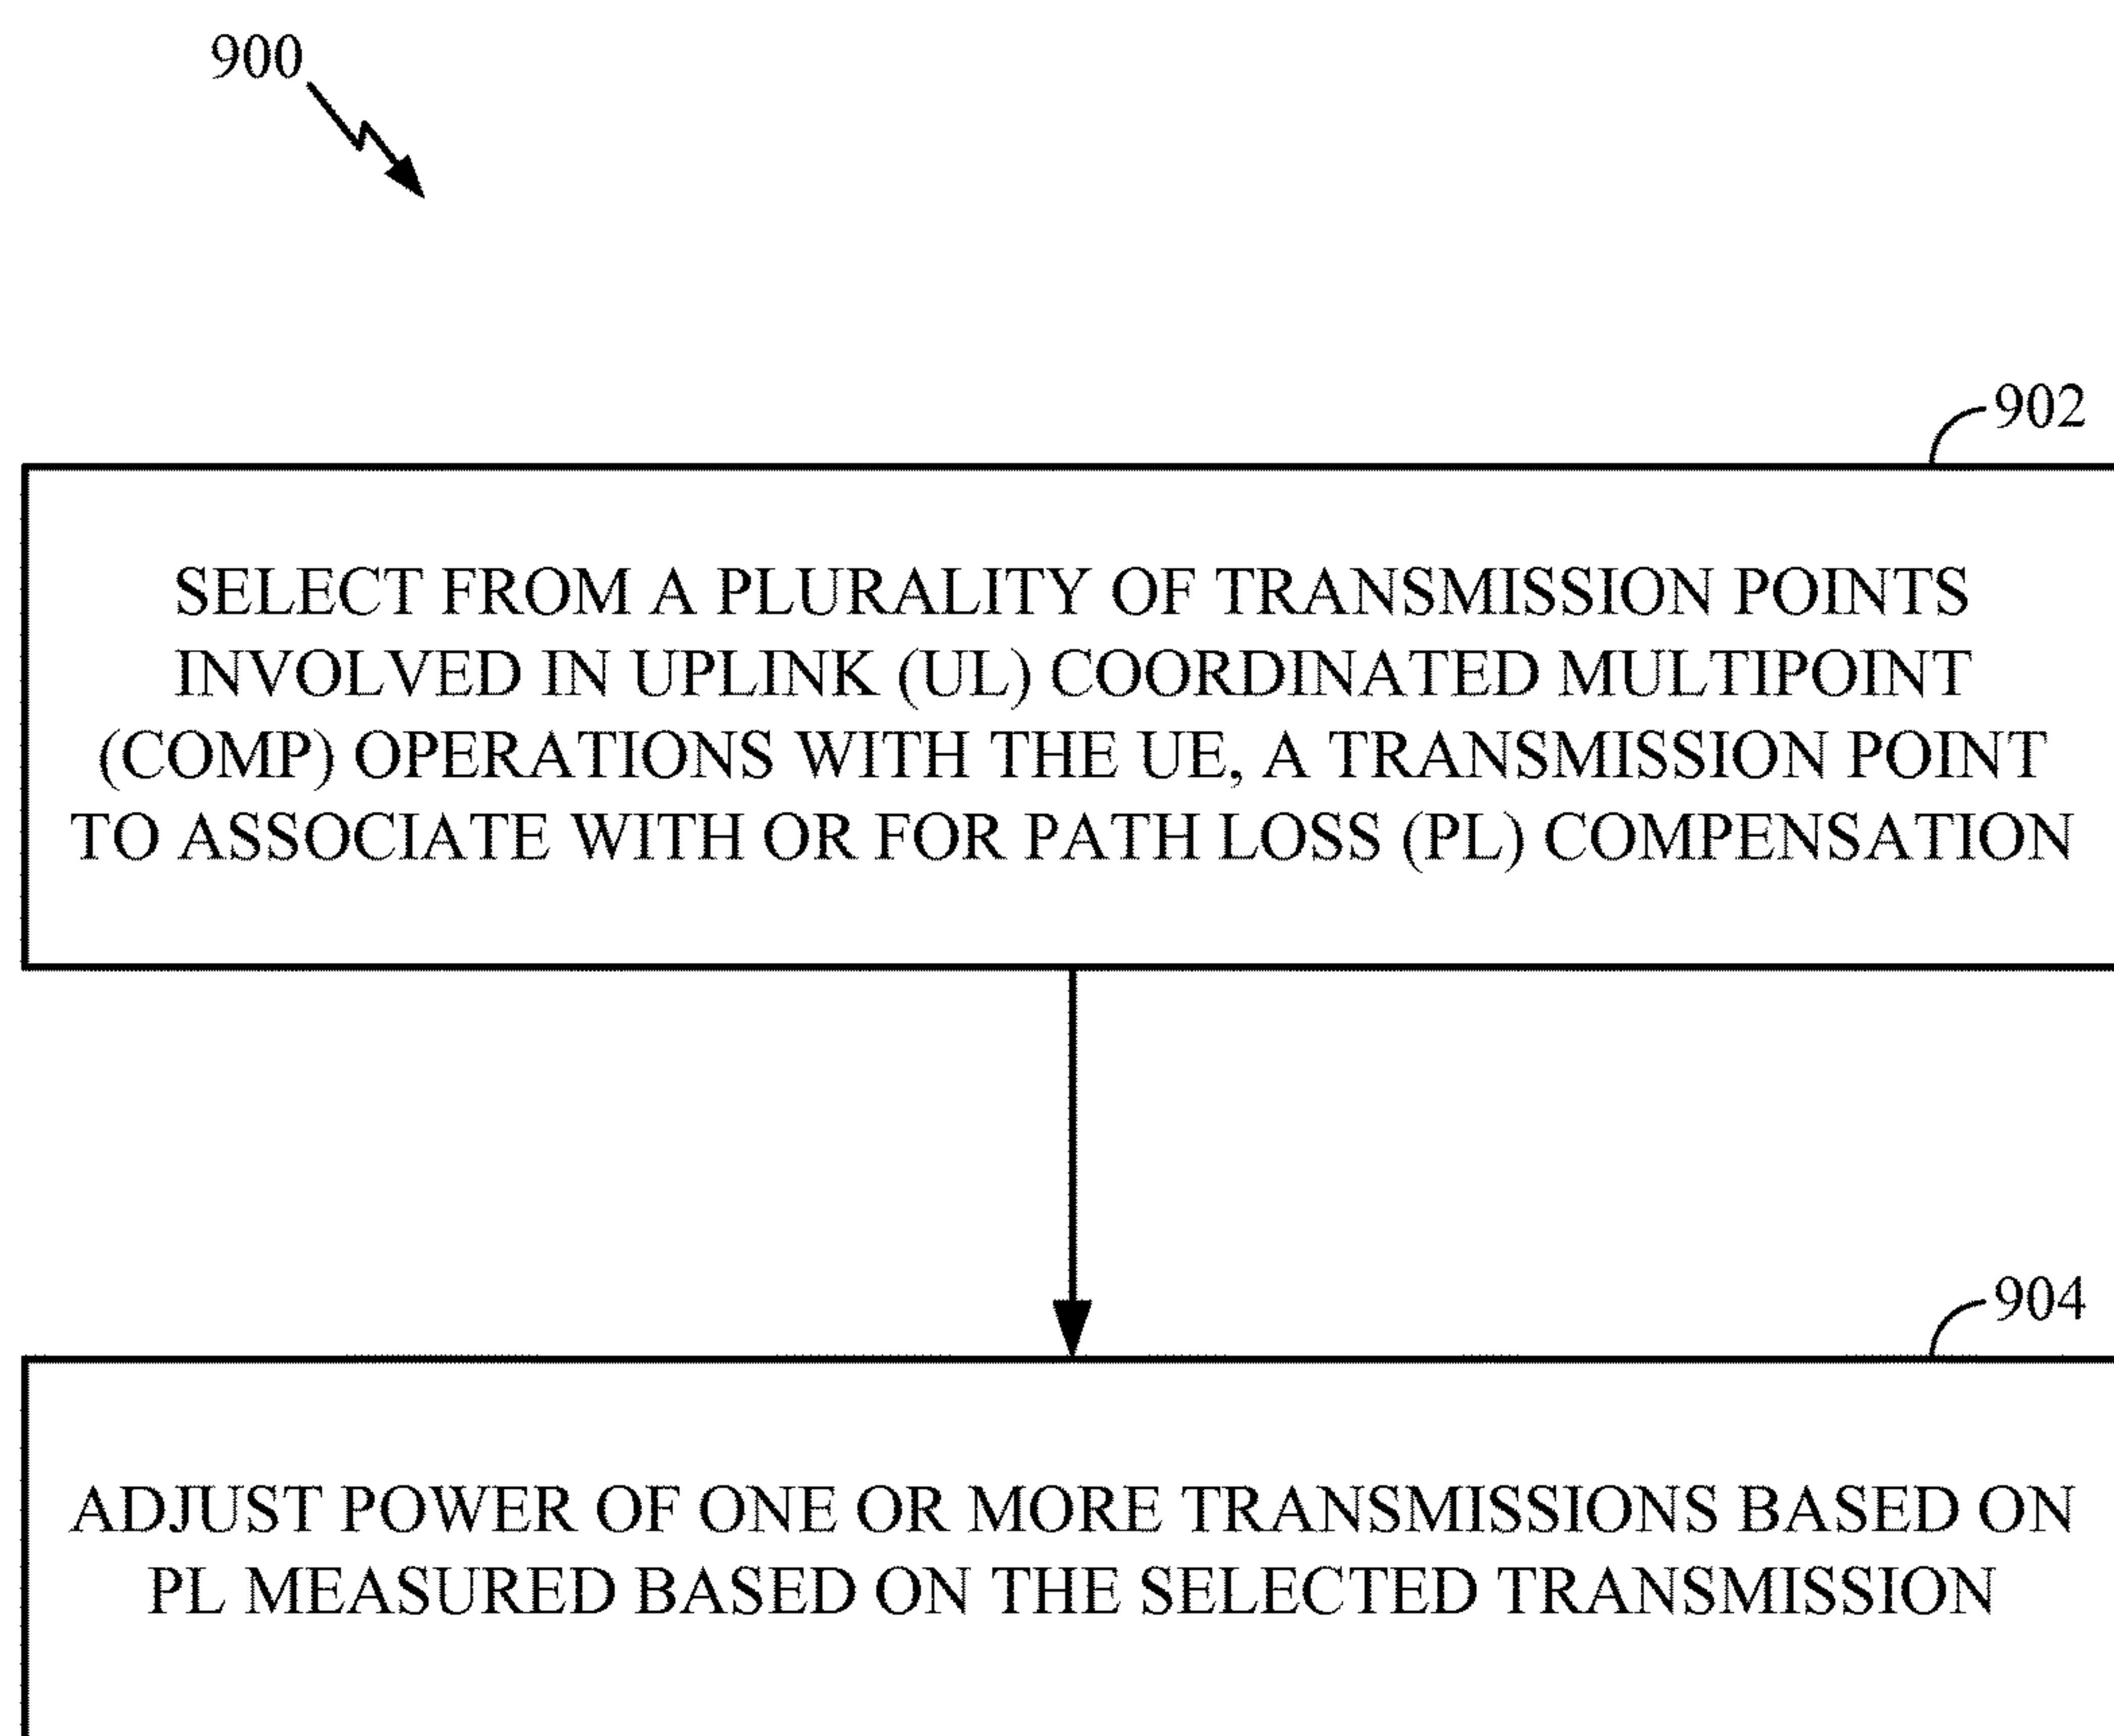 900
902
SELECT FROM A PLURALITY OF TRANSMISSION POINTS
INVOLVED IN UPLINK (UL) COORDINATED MULTIPOINT
(COMP) OPERATIONS WITH THE UE, A TRANSMISSION POINT
TO ASSOCIATE WITH OR FOR PATH LOSS (PL) COMPENSATION
904
ADJUST POWER OF ONE OR MORE TRANSMISSIONS BASED ON
PL MEASURED BASED ON THE SELECTED TRANSMISSION